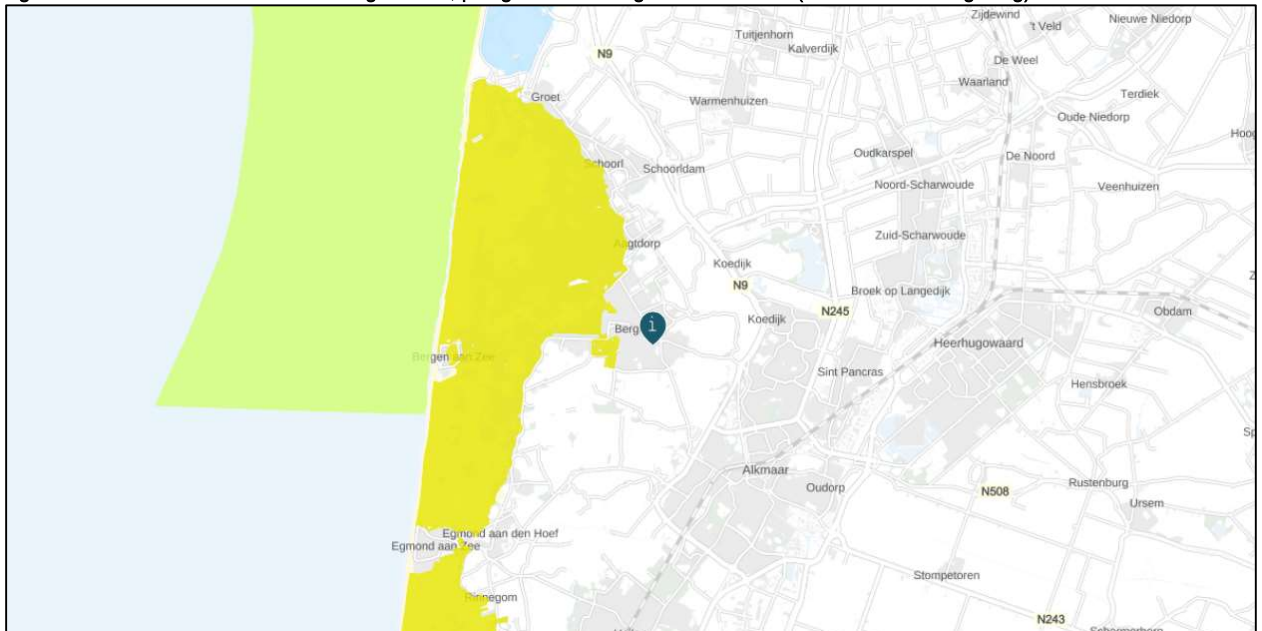 Zijdewind
't Veld
Nieuwe Niedorp
Tuitjenhorn
Kalverdijk
N9
De Weel
Waarland
Terdiek
Groet
Warmenhuizen
Oude Niedorp
Schoorl
Schoorldam
Oudkarspel
De Noord
Noord-Scharwoude
Veenhuizen
Aagtdorp
Zuid-Scharwoude
Koedijk
N9
Broek op Langedijk
Koedijk
N245
Obdam
Berg
i
Heerhugowaard
Bergen aan Zee
Sint Pancras
Hensbroek
Alkmaar
Oudorp
N508
Rustenburg
Ursem
Egmond aan den Hoef
Egmond aan Zee
Stompetoren
Rinnegom
N243